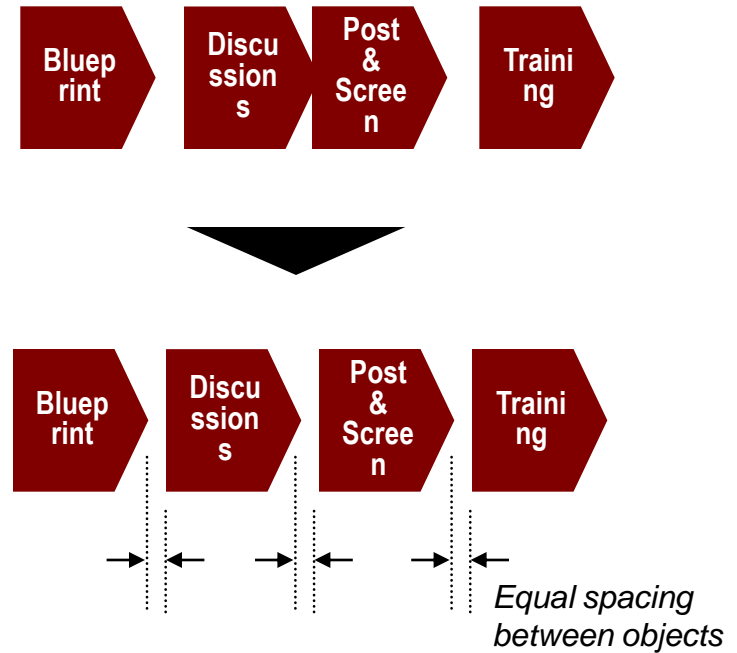 Bluep
rint
Discu
ssion
s
Post
&
Scree
n
Traini
ng
Bluep
rint
Discu
ssion
s
Post
&
Scree
n
Traini
ng
Equal spacing
between objects